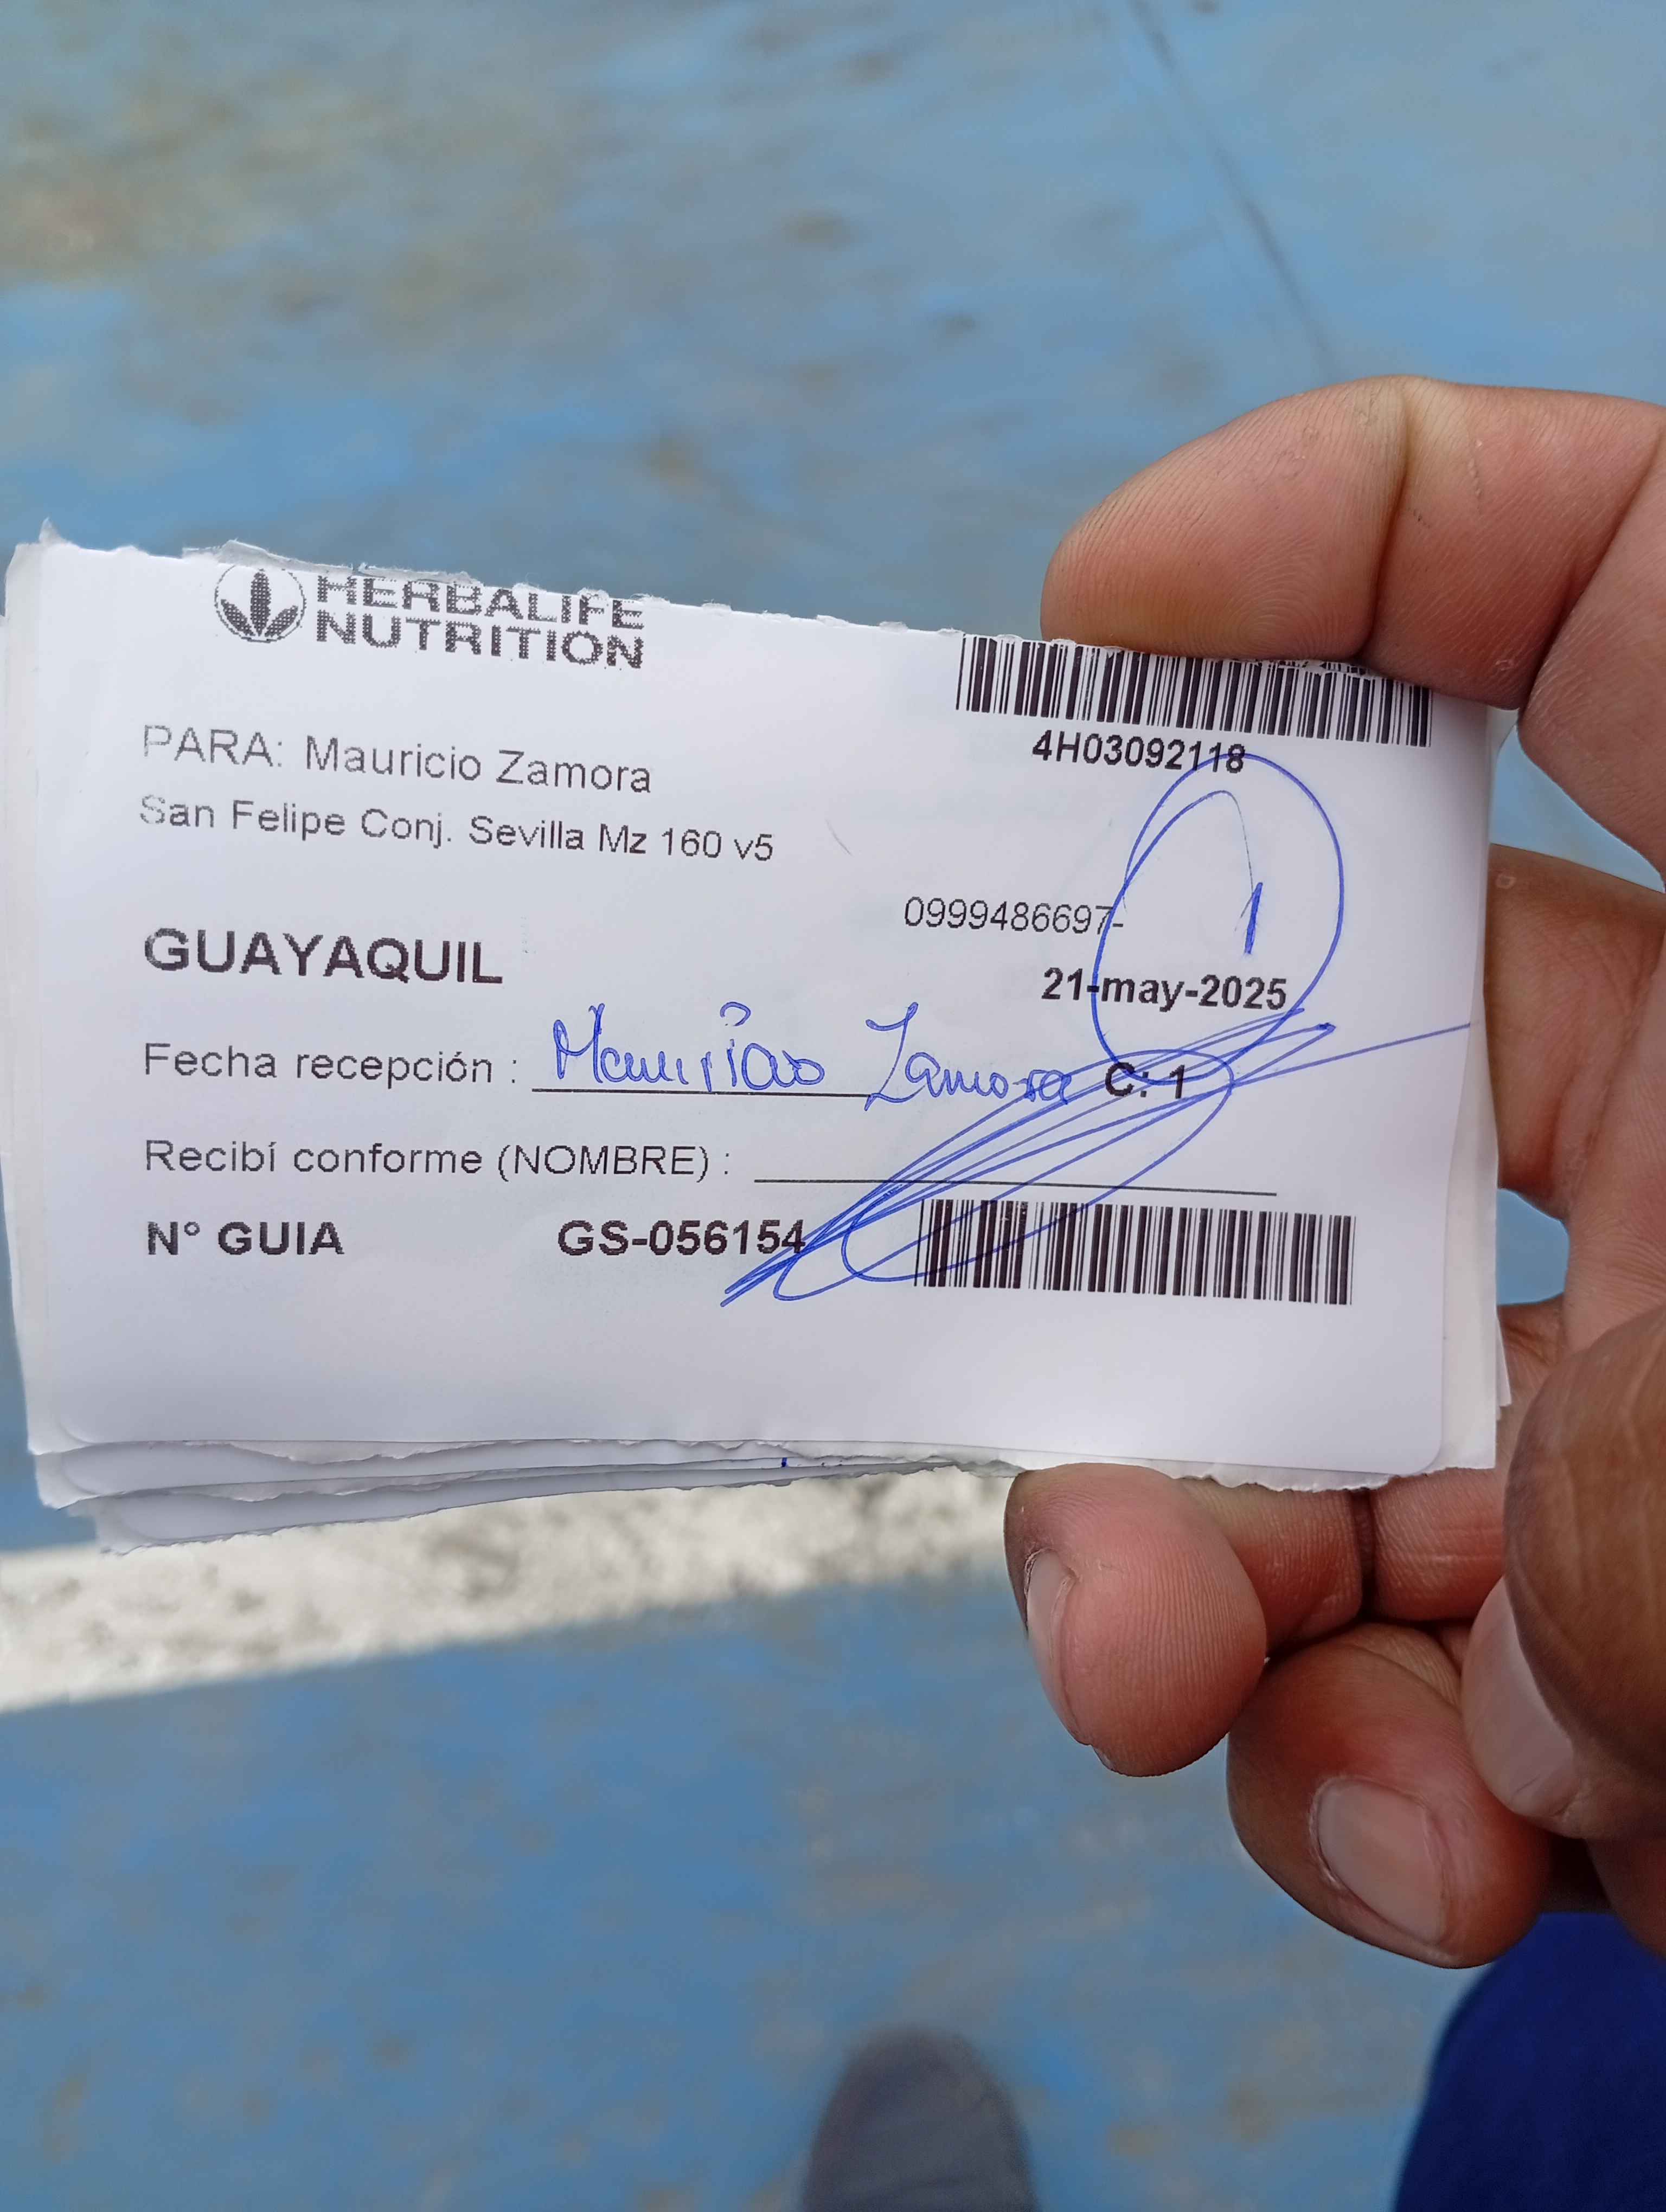 HERBALIFE
NUTRITION
4H03092118
PARA: Mauricio Zamora
San Felipe Conj. Sevilla Mz 160 v5
1
0999486697-
GUAYAQUIL
21-may-2025
Fecha recepción : Mauricio Zamora C: 1
Recibí conforme (NOMBRE) :
N° GUIA GS-056154